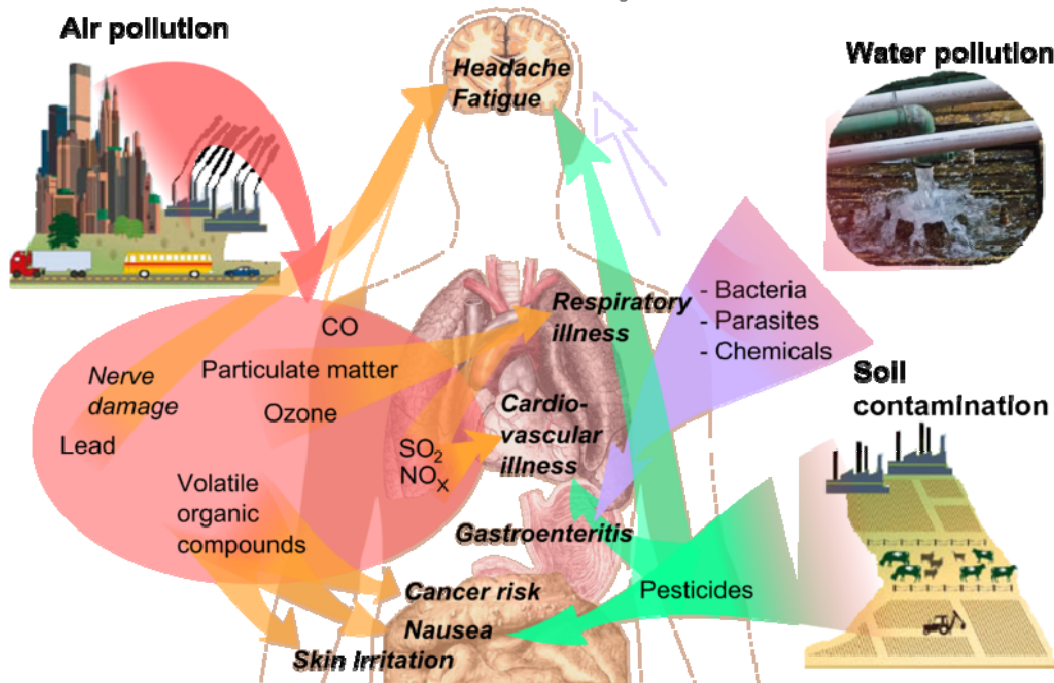 Air pollution
Headache
Fatigue
Water pollution
CO
Particulate matter
Ozone
Nerve
damage
Lead
SO₂
NOₓ
Volatile
organic
compounds
Respiratory
illness
Cardio-
vascular
illness
Gastroenteritis
Cancer risk
Nausea
Skin Irritation
- Bacteria
- Parasites
- Chemicals
Soil
contamination
Pesticides